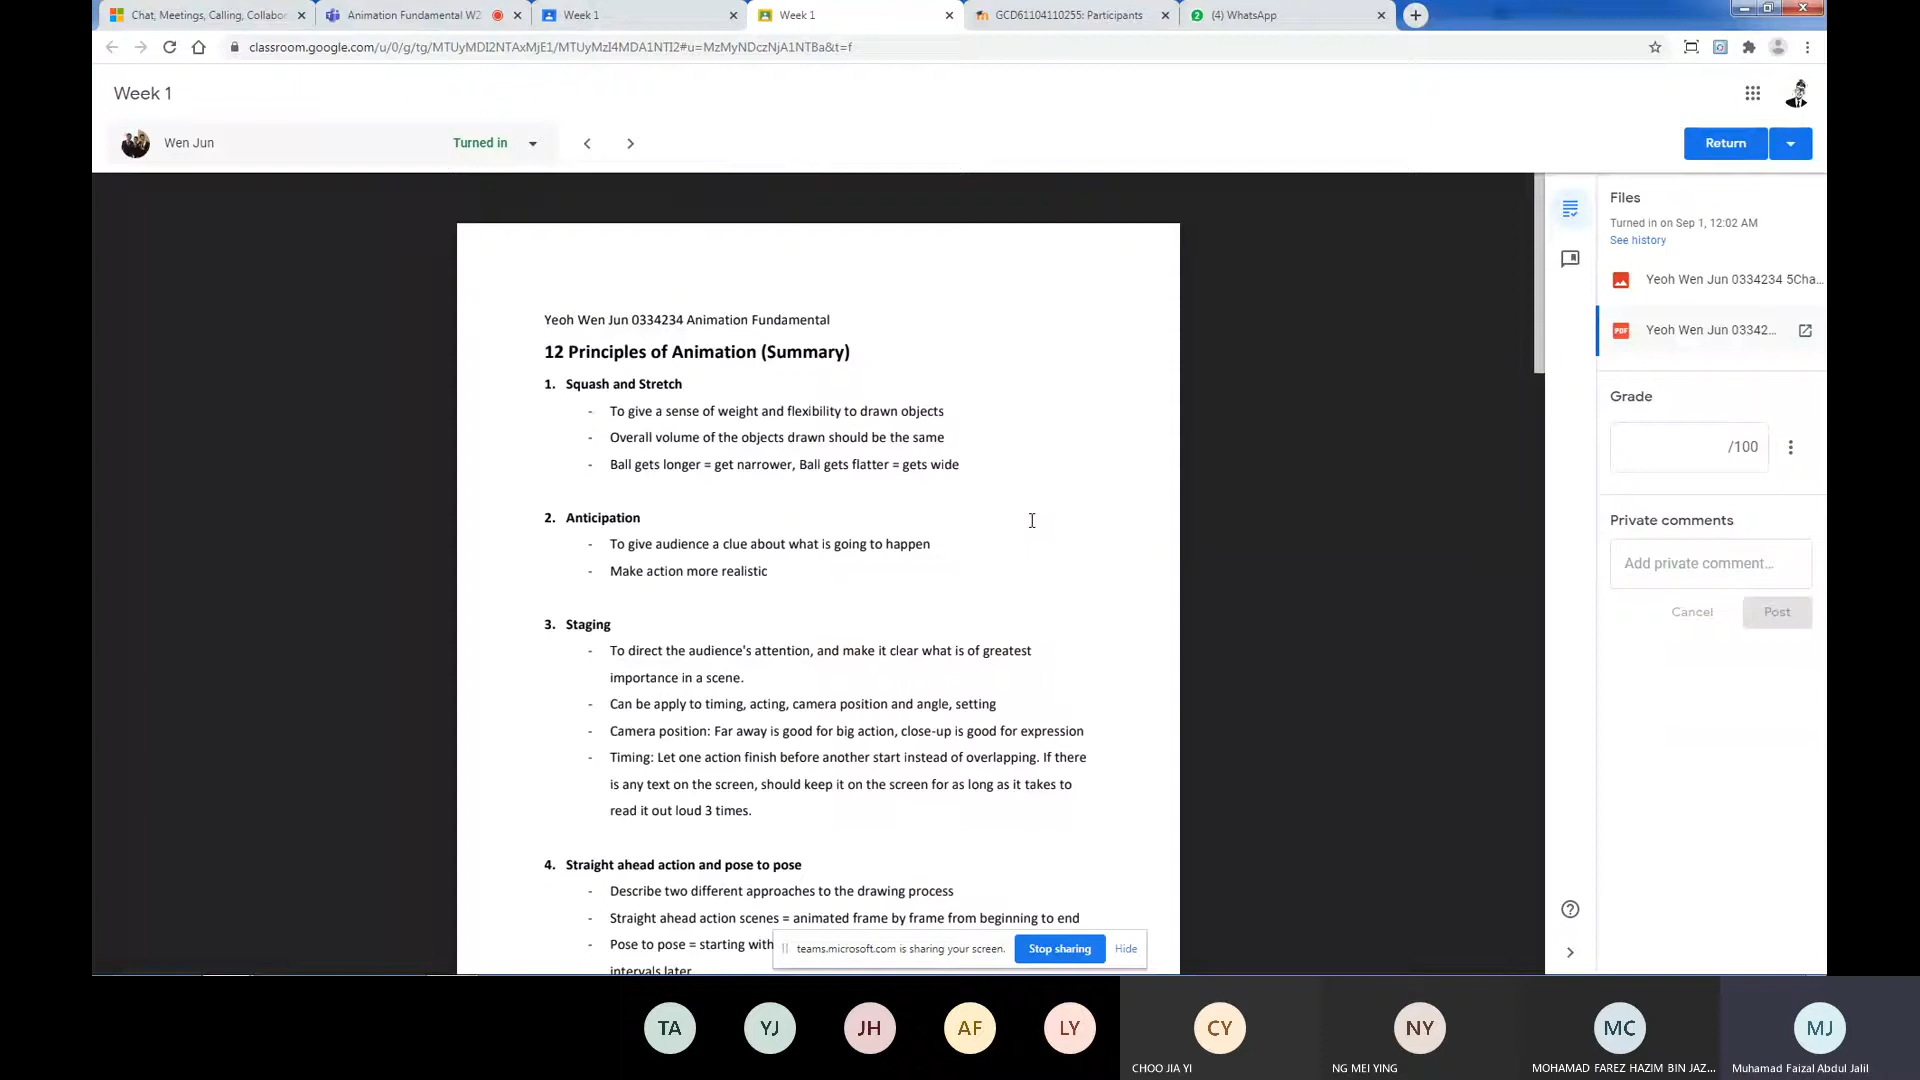 Chat, Meetings, Calling, Collabor
Animation Fundamental W2
Week 1
Week 1
GCD61104110255: Participants
2
(4) WhatsApp
classroom.google.com/u/0/g/tg/MTUyMDI2NTAxMjE1/MTUyMzI4MDA1NTI2#u=MzMyNDczNjA1NTBa&t=f
Week 1
Wen Jun
Turned in
Return
Files
Turned in on Sep 1, 12:02 AM
See history
Yeoh Wen Jun 0334234 5Cha...
PDF
Yeoh Wen Jun 03342...
Grade
/100
Private comments
Add private comment...
Cancel
Post
Yeoh Wen Jun 0334234 Animation Fundamental
12 Principles of Animation (Summary)
1. Squash and Stretch
- To give a sense of weight and flexibility to drawn objects
- Overall volume of the objects drawn should be the same
- Ball gets longer = get narrower, Ball gets flatter = gets wide
2. Anticipation
- To give audience a clue about what is going to happen
- Make action more realistic
3. Staging
- To direct the audience's attention, and make it clear what is of greatest
importance in a scene.
- Can be apply to timing, acting, camera position and angle, setting
- Camera position: Far away is good for big action, close-up is good for expression
- Timing: Let one action finish before another start instead of overlapping. If there
is any text on the screen, should keep it on the screen for as long as it takes to
read it out loud 3 times.
4. Straight ahead action and pose to pose
- Describe two different approaches to the drawing process
- Straight ahead action scenes = animated frame by frame from beginning to end
- Pose to pose = starting with
intervals later
teams.microsoft.com is sharing your screen.
Stop sharing
Hide
TA
YJ
JH
AF
LY
CY
NY
MC
MJ
CHOO JIA YI
NG MEI YING
MOHAMAD FAREZ HAZIM BIN JAZ...
Muhamad Faizal Abdul Jalil